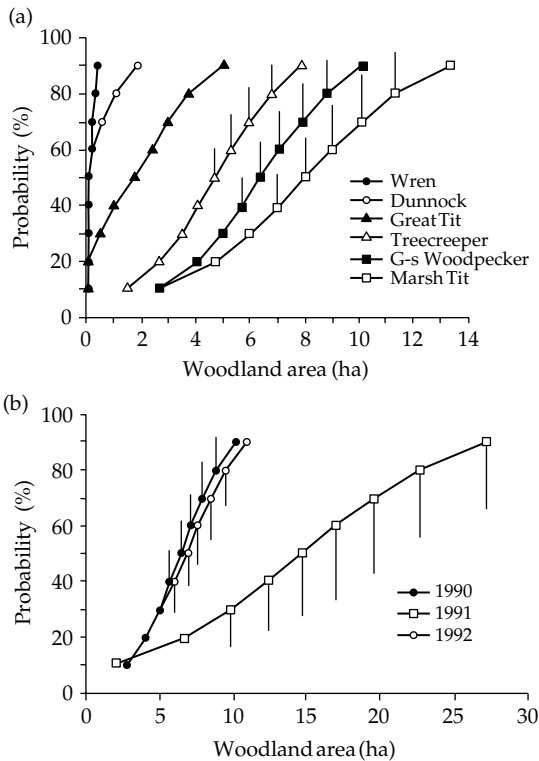 (a)
100
80
60
40
20
0
Probability (%)
Wren
Dunnock
Great Tit
Treecreeper
G-s Woodpecker
Marsh Tit
0 2 4 6 8 10 12 14
Woodland area (ha)
(b)
100
80
60
40
20
0
Probability (%)
1990
1991
1992
0 5 10 15 20 25 30
Woodland area (ha)